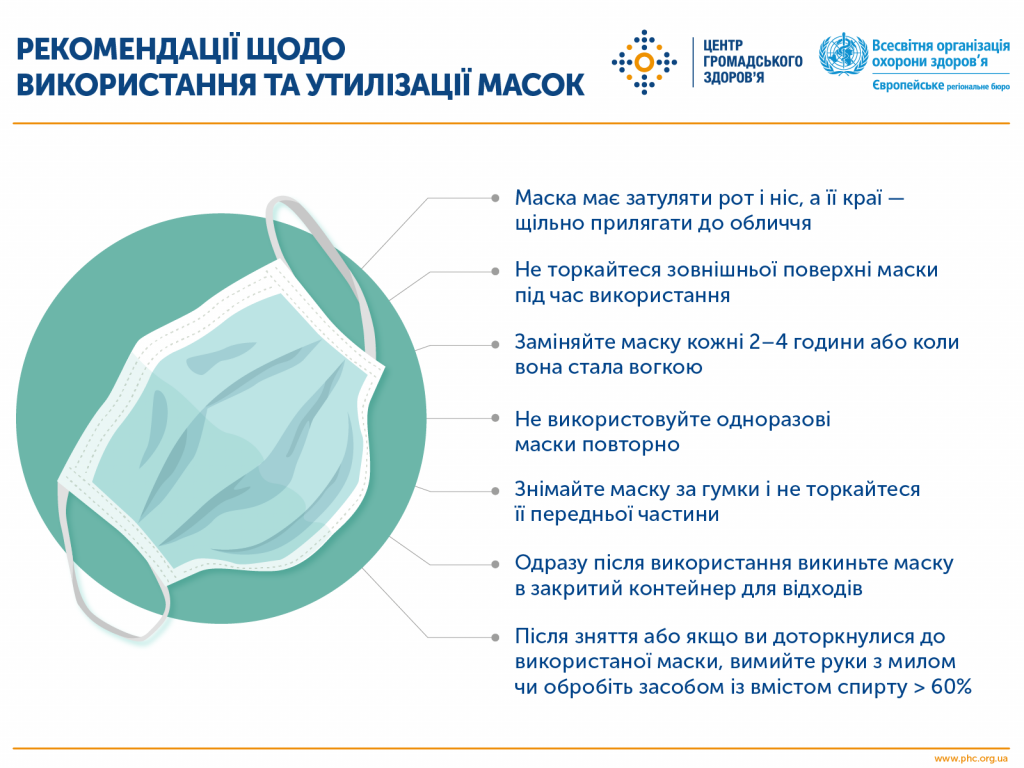 РЕКОМЕНДАЦІЇ ЩОДО
ВИКОРИСТАННЯ ТА УТИЛІЗАЦІЇ МАСОК
ЦЕНТР
ГРОМАДСЬКОГО
ЗДОРОВ'Я
Всесвітня організація
охорони здоров'я
Європейське регіональне бюро
Маска має затуляти рот і ніс, а її краї —
щільно прилягати до обличчя
Не торкайтеся зовнішньої поверхні маски
під час використання
Заміняйте маску кожні 2–4 години або коли
вона стала вогкою
Не використовуйте одноразові
маски повторно
Знімайте маску за гумки і не торкайтеся
її передньої частини
Одразу після використання викиньте маску
в закритий контейнер для відходів
Після зняття або якщо ви доторкнулися до
використаної маски, вимийте руки з милом
чи обробіть засобом із вмістом спирту > 60%
www.phc.org.ua